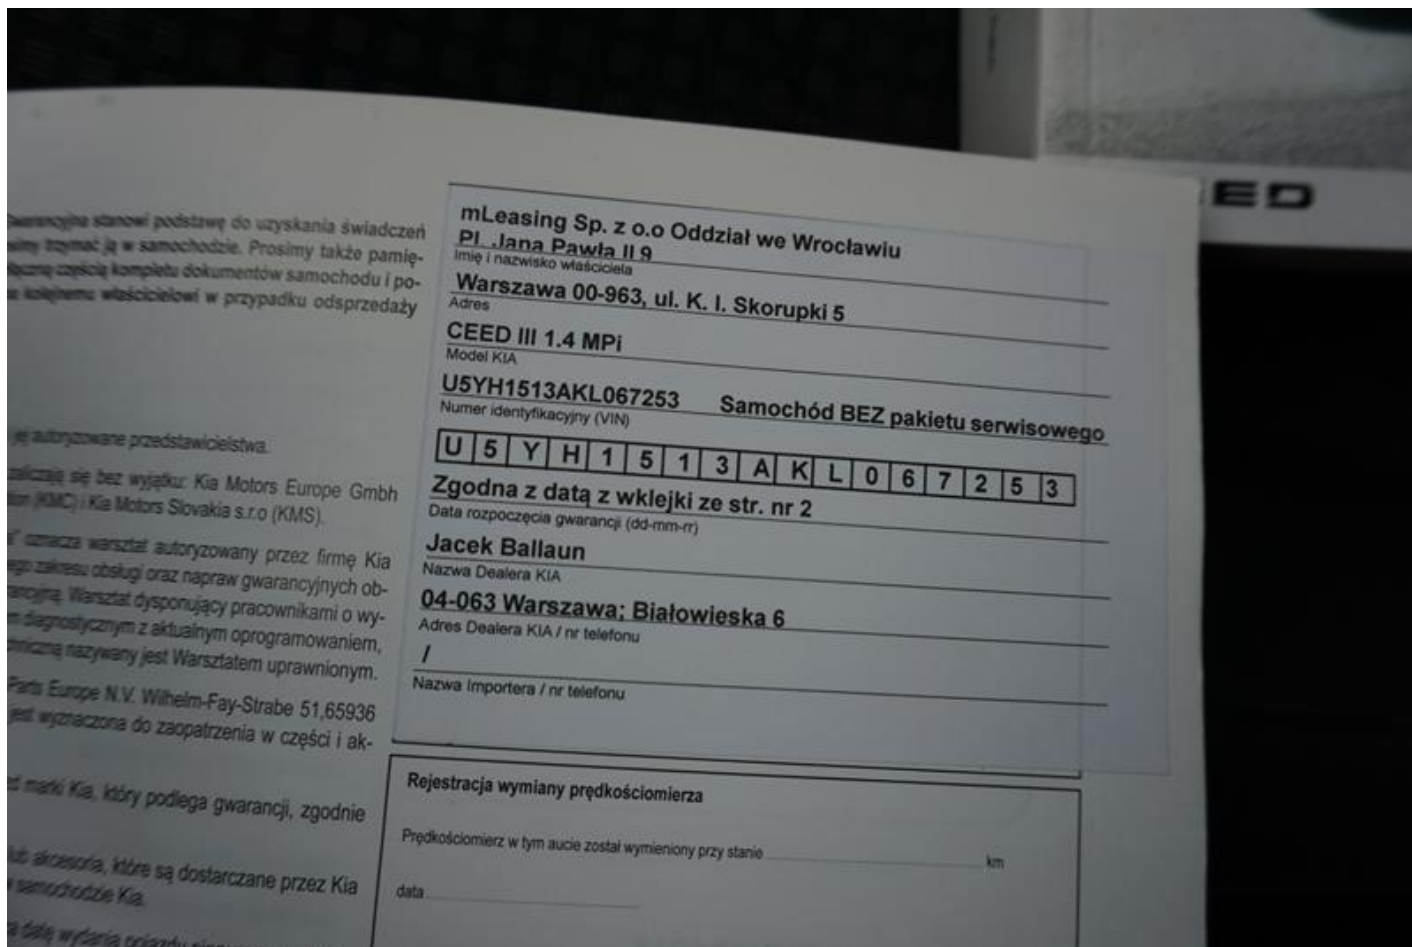 ED
stanowi podstawę do uzyskania świadczeń
trzymać ją w samochodzie. Prosimy także pamię-
częścią kompletu dokumentów samochodu i po-
kolejnemu właścicielowi w przypadku odsprzedaży
jej autoryzowane przedstawicielstwa.
zaliczają się bez wyjątku: Kia Motors Europe Gmbh
(KMC) i Kia Motors Slovakia s.r.o (KMS).
oznacza warsztat autoryzowany przez firmę Kia
zakresu obsługi oraz napraw gwarancyjnych ob-
Warsztat dysponujący pracownikami o wy-
diagnostycznym z aktualnym oprogramowaniem,
nazywany jest Warsztatem uprawnionym.
Parts Europe N.V. Wilhelm-Fay-Strabe 51,65936
jest wyznaczona do zaopatrzenia w części i ak-
marki Kia, który podlega gwarancji, zgodnie
lub akcesoria, które są dostarczane przez Kia
samochodzie Kia.
datę wydania pojazdu
mLeasing Sp. z o.o Oddział we Wrocławiu
Pl. Jana Pawła II 9
Imię i nazwisko właściciela
Warszawa 00-963, ul. K. I. Skorupki 5
Adres
CEED III 1.4 MPi
Model KIA
U5YH1513AKL067253 Samochód BEZ pakietu serwisowego
Numer identyfikacyjny (VIN)
U 5 Y H 1 5 1 3 A K L 0 6 7 2 5 3
Zgodna z datą z wklejki ze str. nr 2
Data rozpoczęcia gwarancji (dd-mm-rr)
Jacek Ballaun
Nazwa Dealera KIA
04-063 Warszawa; Białowieska 6
Adres Dealera KIA / nr telefonu
/
Nazwa Importera / nr telefonu
Rejestracja wymiany prędkościomierza
Prędkościomierz w tym aucie został wymieniony przy stanie km
data